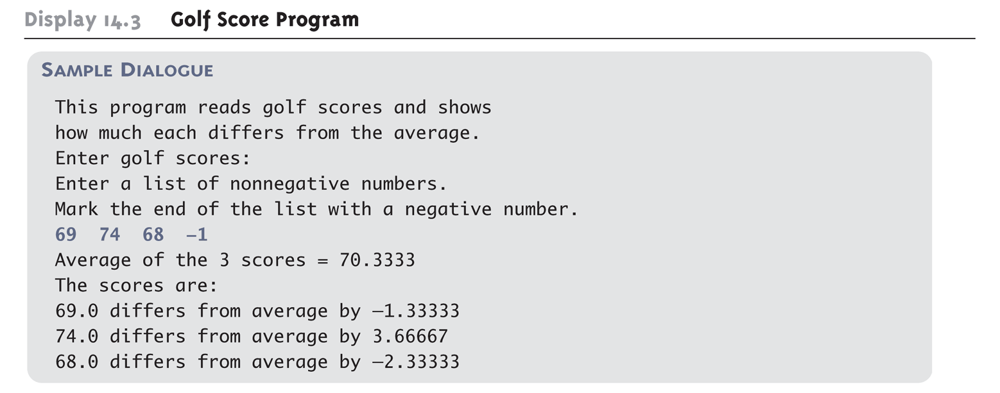 Display 14.3 Golf Score Program
SAMPLE DIALOGUE
This program reads golf scores and shows
how much each differs from the average.
Enter golf scores:
Enter a list of nonnegative numbers.
Mark the end of the list with a negative number.
69 74 68 –1
Average of the 3 scores = 70.3333
The scores are:
69.0 differs from average by –1.33333
74.0 differs from average by 3.66667
68.0 differs from average by –2.33333